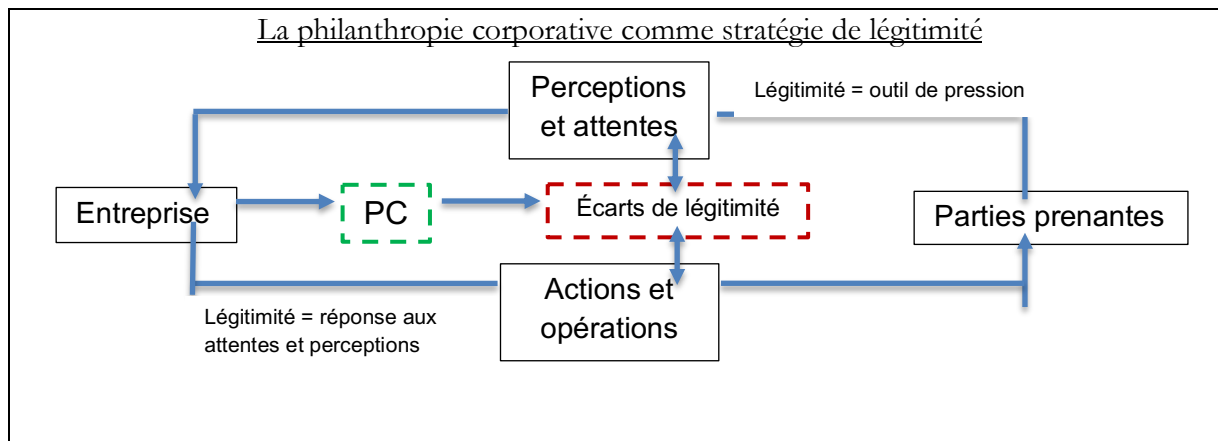 La philanthropie corporative comme stratégie de légitimité
Perceptions
et attentes
Légitimité = outil de pression
Entreprise
PC
Écarts de légitimité
Parties prenantes
Actions et
opérations
Légitimité = réponse aux
attentes et perceptions